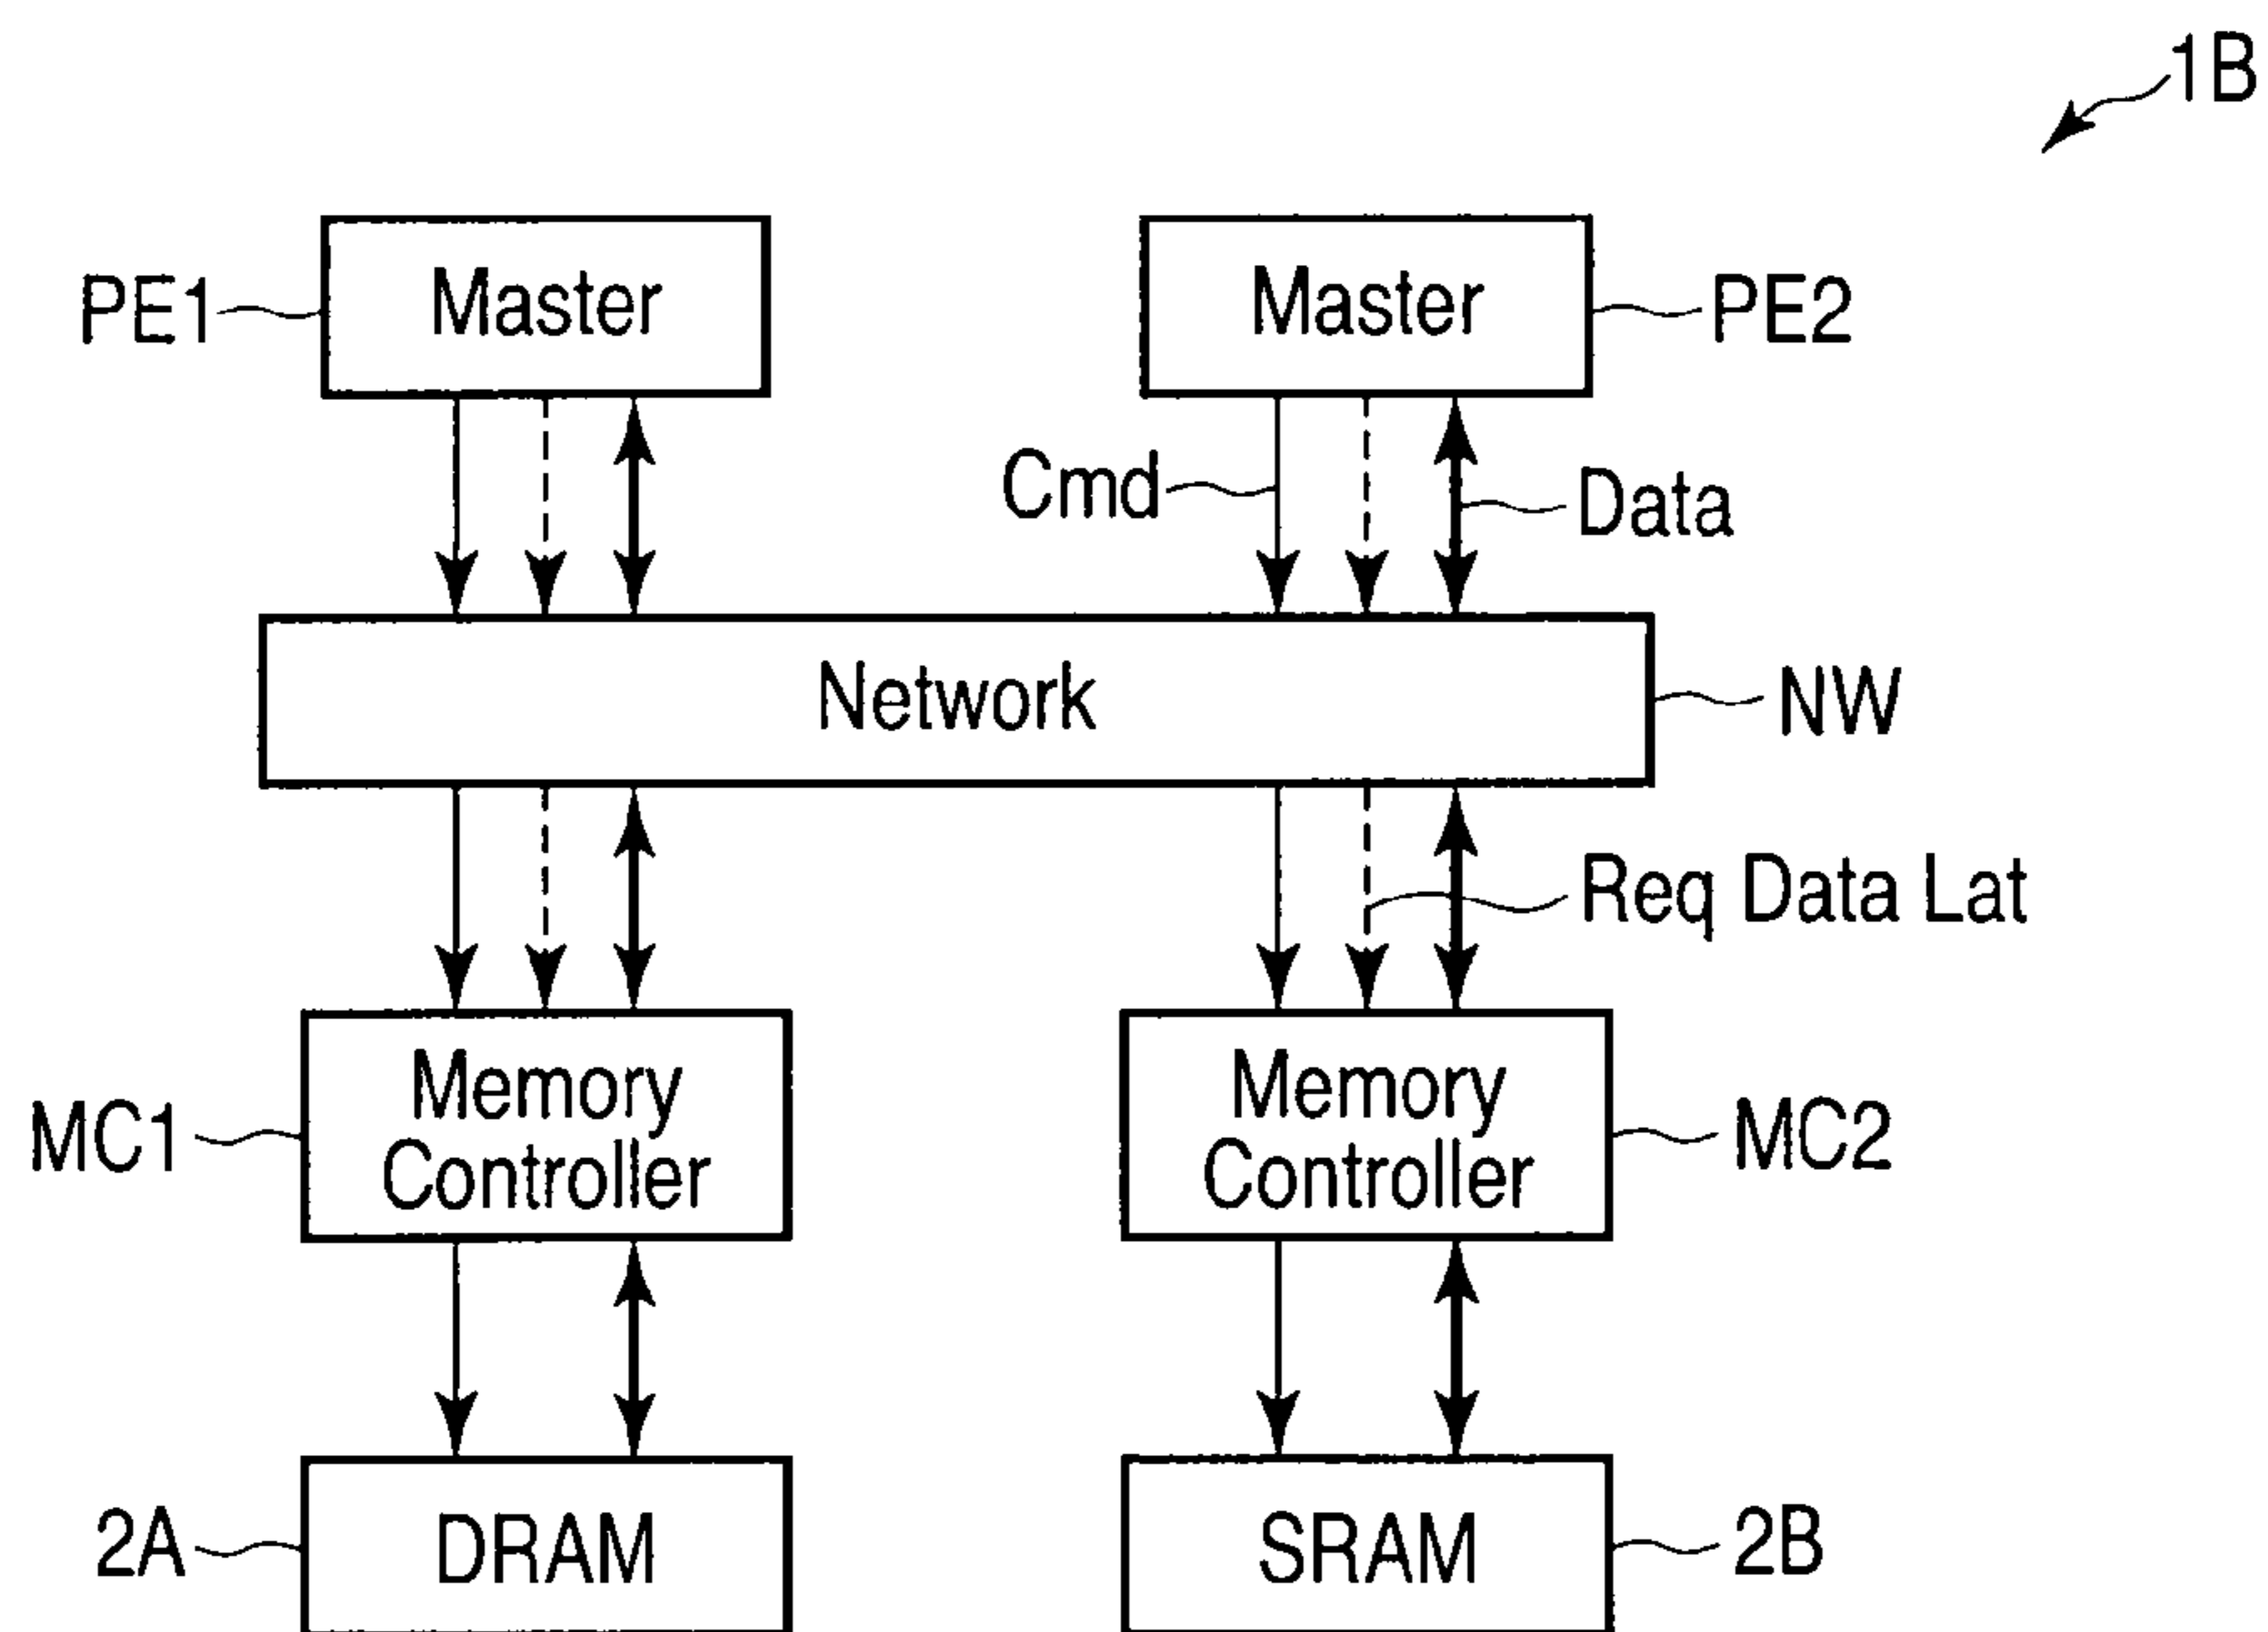 1B
PE1
Master
Master
PE2
Cmd
Data
Network
NW
Req Data Lat
MC1
Memory
Controller
Memory
Controller
MC2
2A
DRAM
SRAM
2B